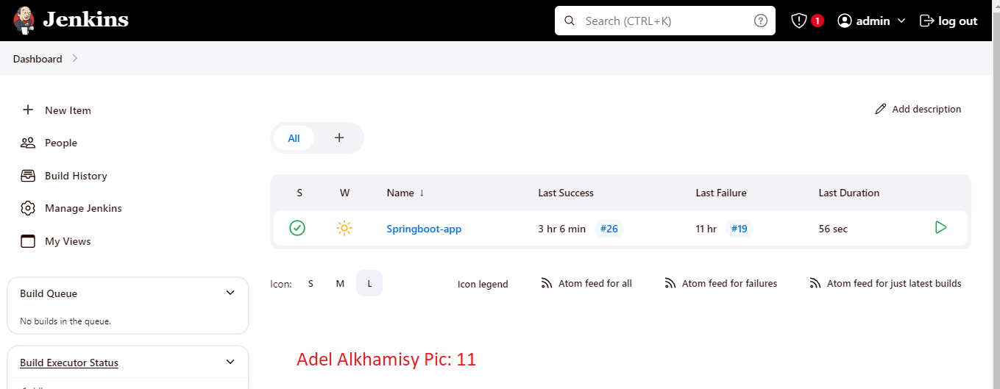 Jenkins
Search (CTRL+K)
1
admin
log out
Dashboard
New Item
People
Build History
Manage Jenkins
My Views
Build Queue
No builds in the queue.
Build Executor Status
Add description
All +
S W Name ↓ Last Success Last Failure Last Duration
Springboot-app 3 hr 6 min #26 11 hr #19 56 sec
Icon: S M L Icon legend Atom feed for all Atom feed for failures Atom feed for just latest builds
Adel Alkhamisy Pic: 11